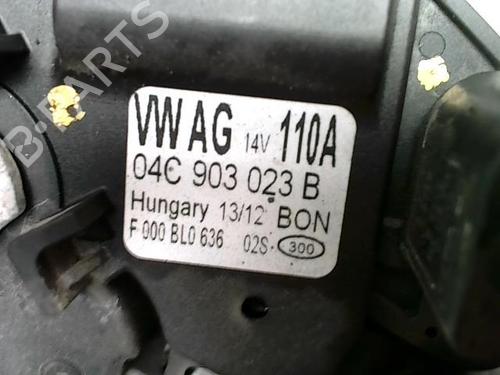 B-PARTS
VW AG 14V 110A
04C 903 023 B
Hungary 13/12 BON
F 000 BL0 636 02S- 300